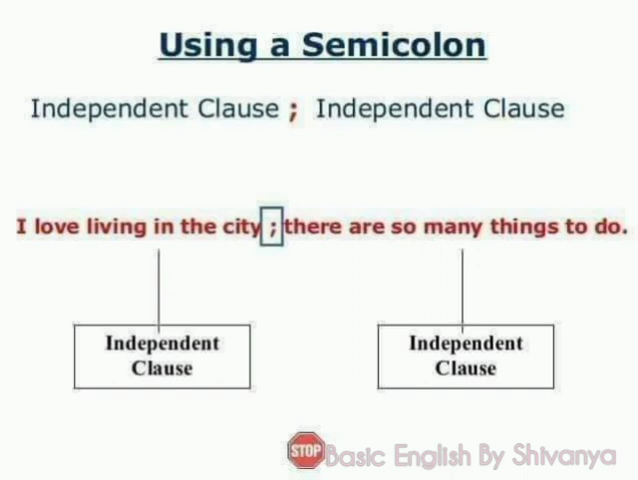 Using a Semicolon
Independent Clause ; Independent Clause
I love living in the city ; there are so many things to do.
Independent Clause
Independent Clause
STOP Basic English By Shivanya